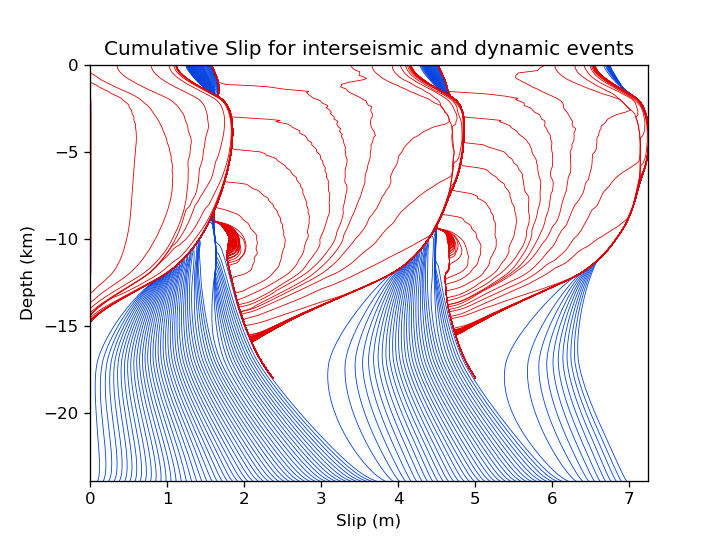 Cumulative Slip for interseismic and dynamic events
0
−5
−10
−15
−20
Depth (km)
0 1 2 3 4 5 6 7
Slip (m)